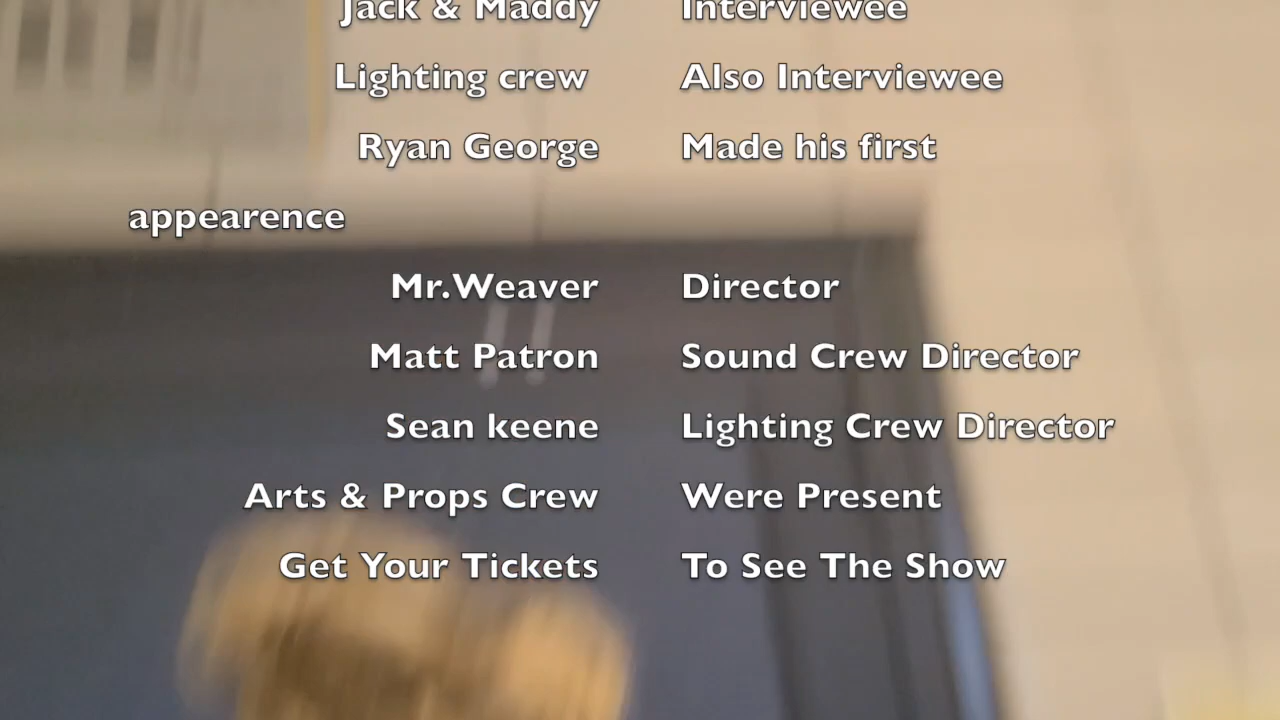 Jack & Maddy Interviewee
Lighting crew Also Interviewee
Ryan George Made his first
appearence
Mr.Weaver Director
Matt Patron Sound Crew Director
Sean keene Lighting Crew Director
Arts & Props Crew Were Present
Get Your Tickets To See The Show